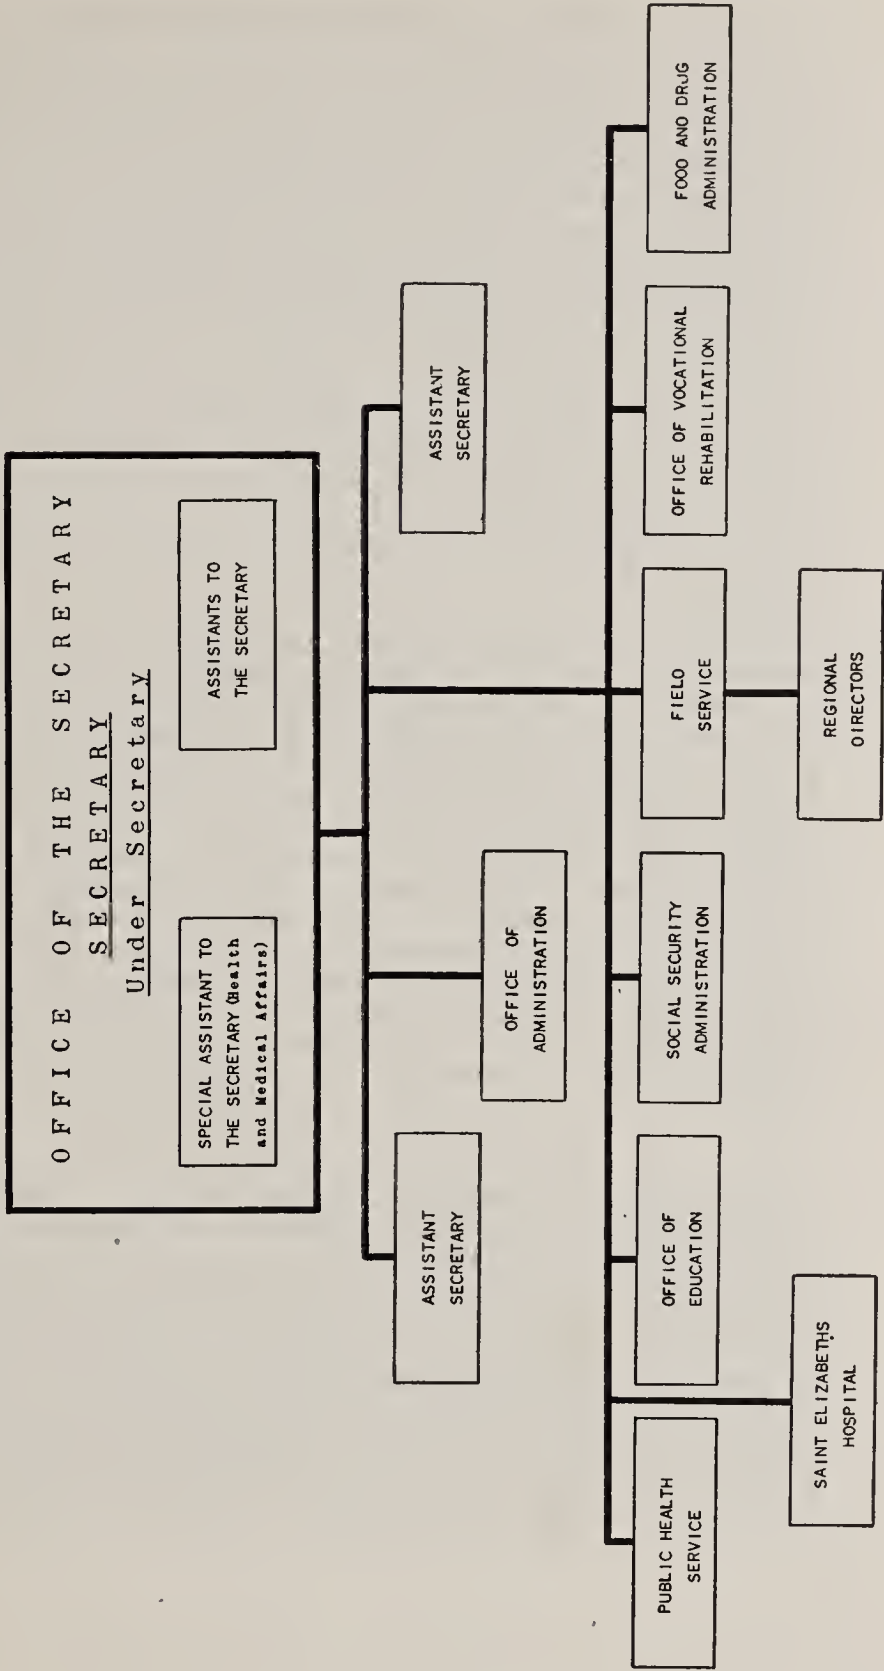 OFFICE OF THE SECRETARY
SECRETARY
Under Secretary
SPECIAL ASSISTANT TO
THE SECRETARY (Health
and Medical Affairs)
ASSISTANTS TO
THE SECRETARY
ASSISTANT
SECRETARY
OFFICE OF
ADMINISTRATION
ASSISTANT
SECRETARY
PUBLIC HEALTH
SERVICE
OFFICE OF
EDUCATION
SOCIAL SECURITY
ADMINISTRATION
FIELD
SERVICE
OFFICE OF VOCATIONAL
REHABILITATION
FOOD AND DRUG
ADMINISTRATION
SAINT ELIZABETHS
HOSPITAL
REGIONAL
DIRECTORS